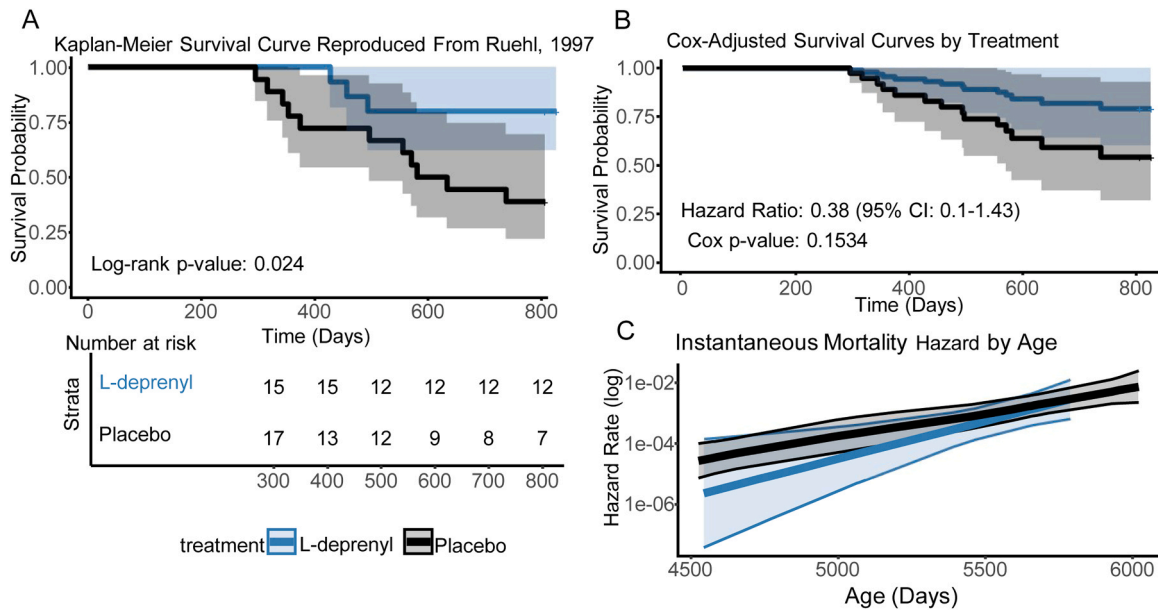 A
Kaplan-Meier Survival Curve Reproduced From Ruehl, 1997
Survival Probability
1.00
0.75
0.50
0.25
0.00
Log-rank p-value: 0.024
0 200 400 600 800
Time (Days)
Number at risk
Strata
L-deprenyl 15 15 12 12 12 12
Placebo 17 13 12 9 8 7
300 400 500 600 700 800
treatment L-deprenyl Placebo
B
Cox-Adjusted Survival Curves by Treatment
Survival Probability
1.00
0.75
0.50
0.25
0.00
Hazard Ratio: 0.38 (95% CI: 0.1-1.43)
Cox p-value: 0.1534
0 200 400 600 800
Time (Days)
C
Instantaneous Mortality Hazard by Age
Hazard Rate (log)
1e-02
1e-04
1e-06
4500 5000 5500 6000
Age (Days)